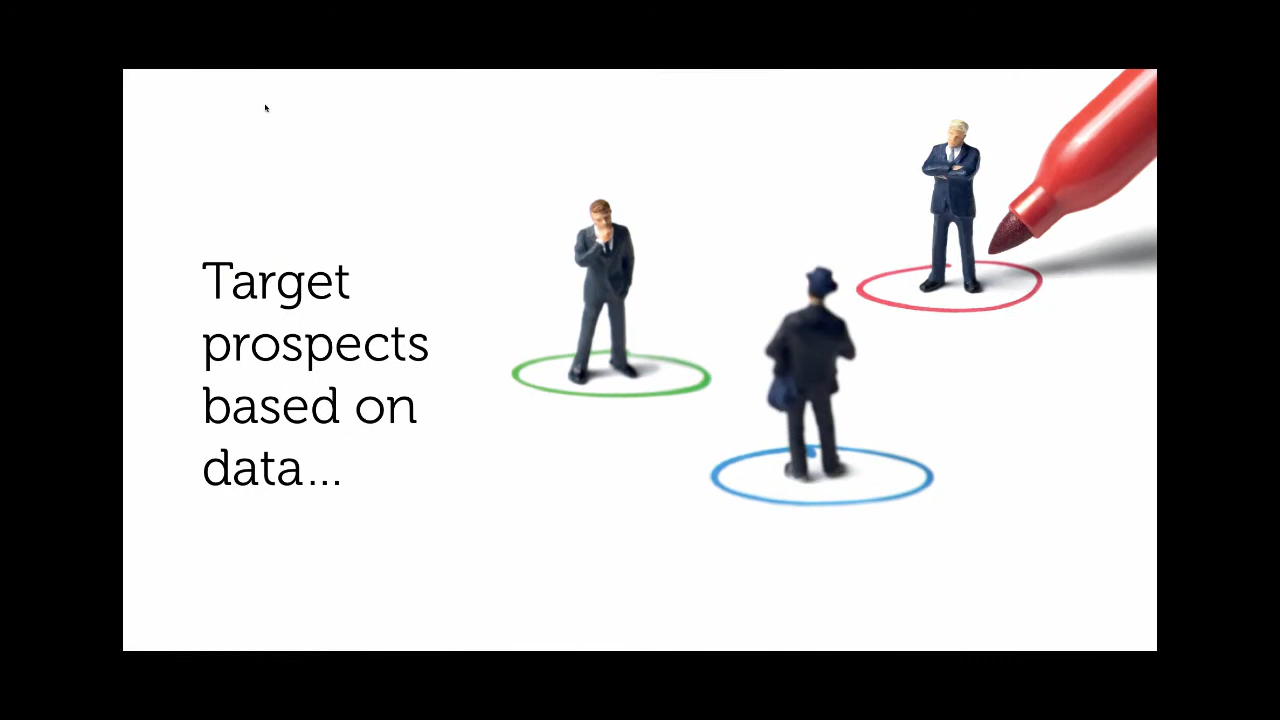 Target
prospects
based on
data...